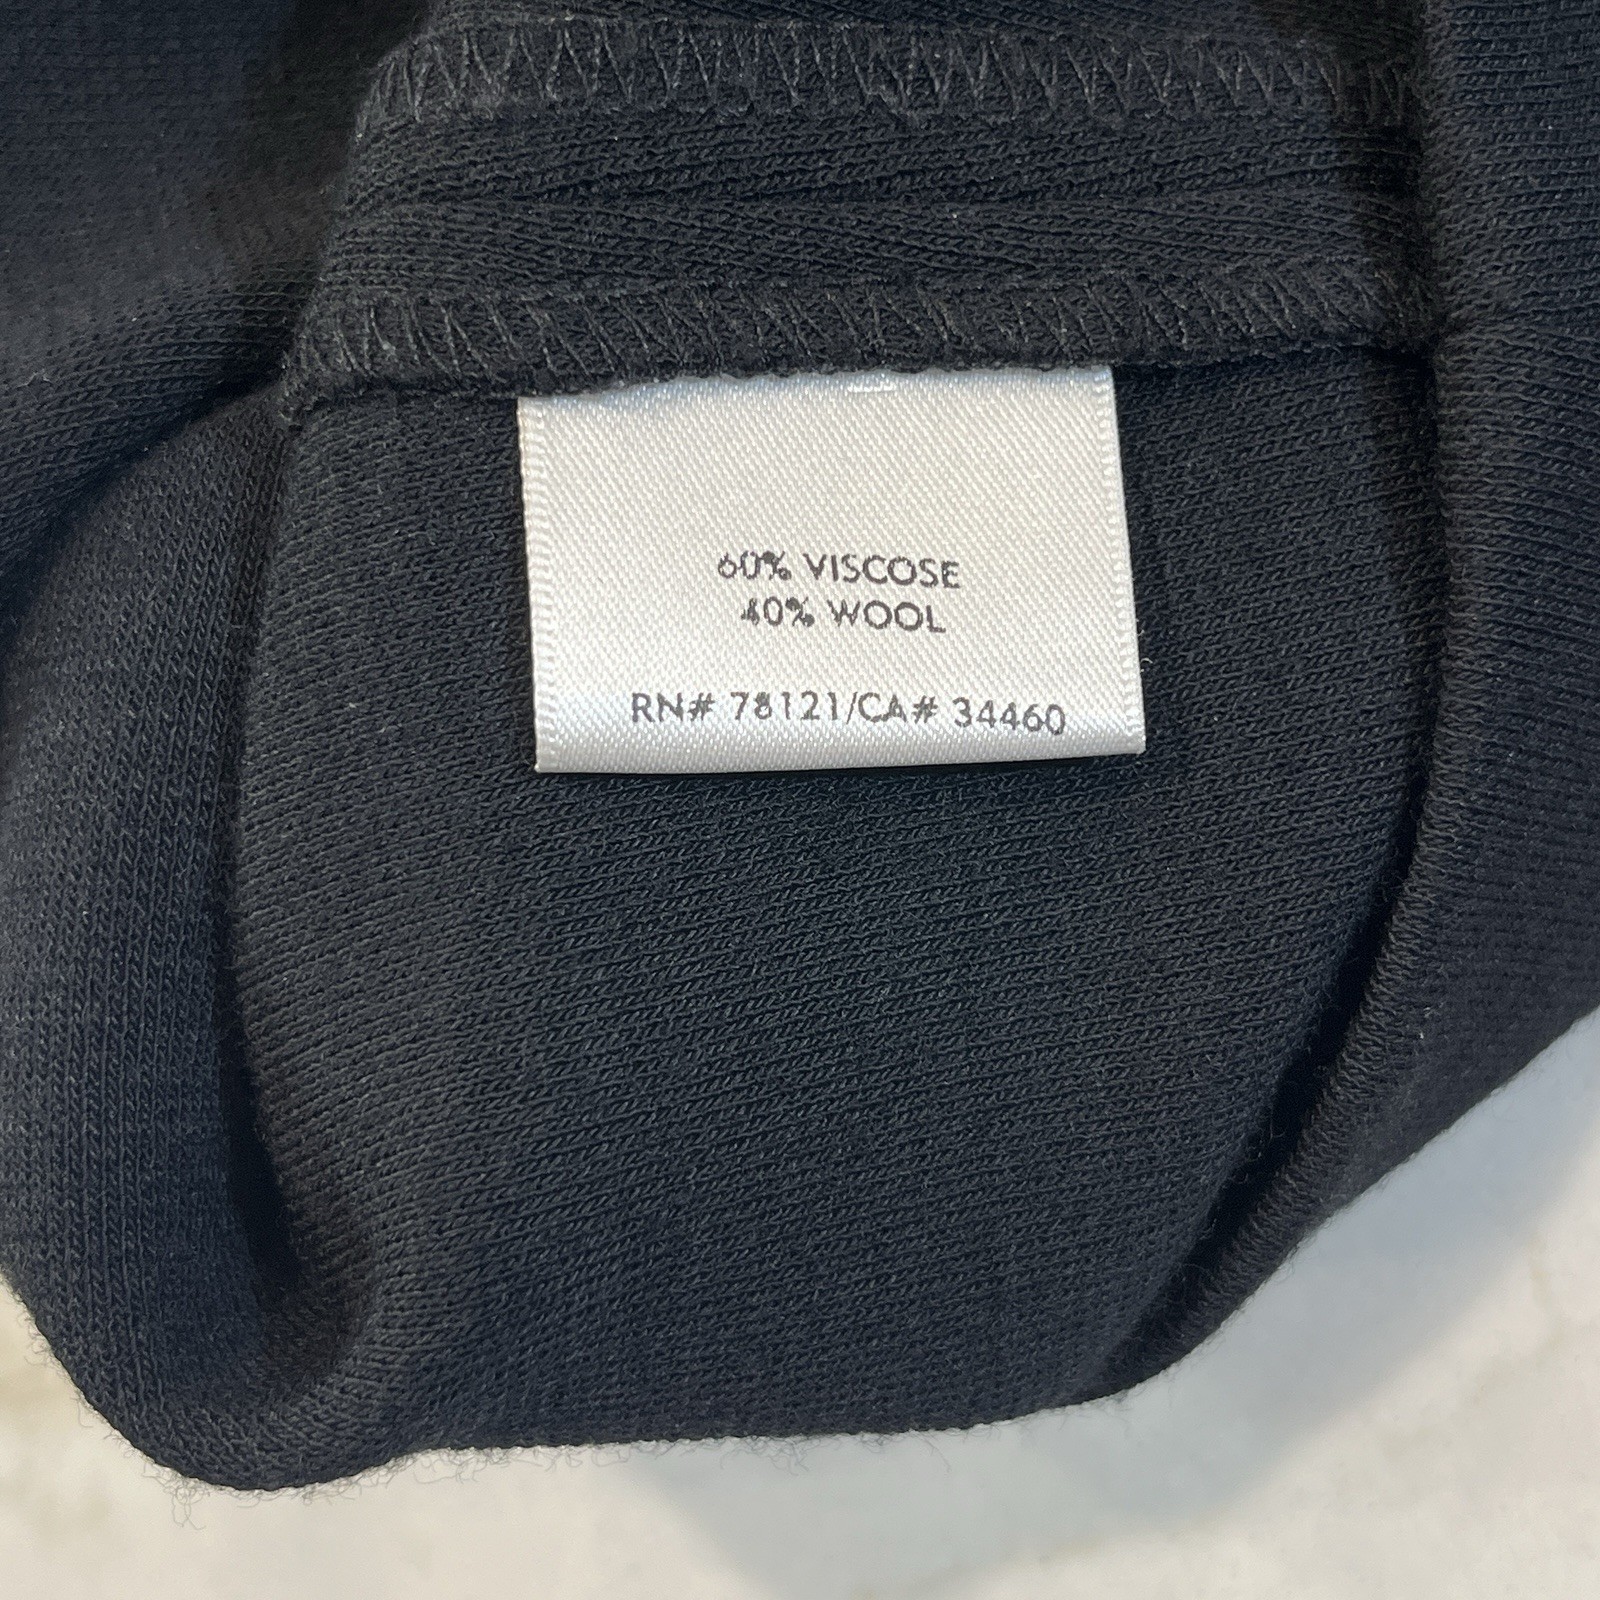 60% VISCOSE
40% WOOL
RN# 78121/CA# 34460